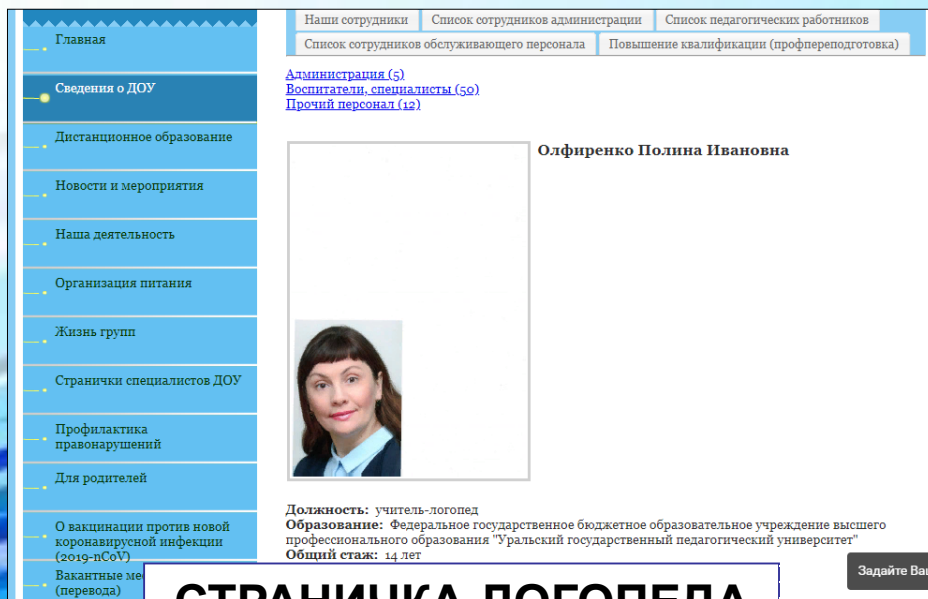 Главная
Сведения о ДОУ
Дистанционное образование
Новости и мероприятия
Наша деятельность
Организация питания
Жизнь групп
Странички специалистов ДОУ
Профилактика
правонарушений
Для родителей
О вакцинации против новой
коронавирусной инфекции
(2019-nCoV)
Вакантные
(перевода)
Наши сотрудники Список сотрудников администрации Список педагогических работников
Список сотрудников обслуживающего персонала Повышение квалификации (профпереподготовка)
Администрация (5)
Воспитатели, специалисты (50)
Прочий персонал (12)
Олфиренко Полина Ивановна
Должность: учитель-логопед
Образование: Федеральное государственное бюджетное образовательное учреждение высшего
профессионального образования "Уральский государственный педагогический университет"
Общий стаж: 14 лет
Задайте
СТРАНИЧКА ЛОГОПЕДА